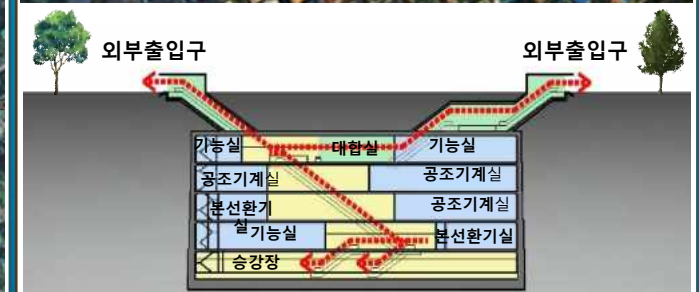 외부출입구 외부출입구
기능실 대합실 기능실
공조기계실 공조기계실
본선환기실 공조기계실
기능실 본선환기실
승강장